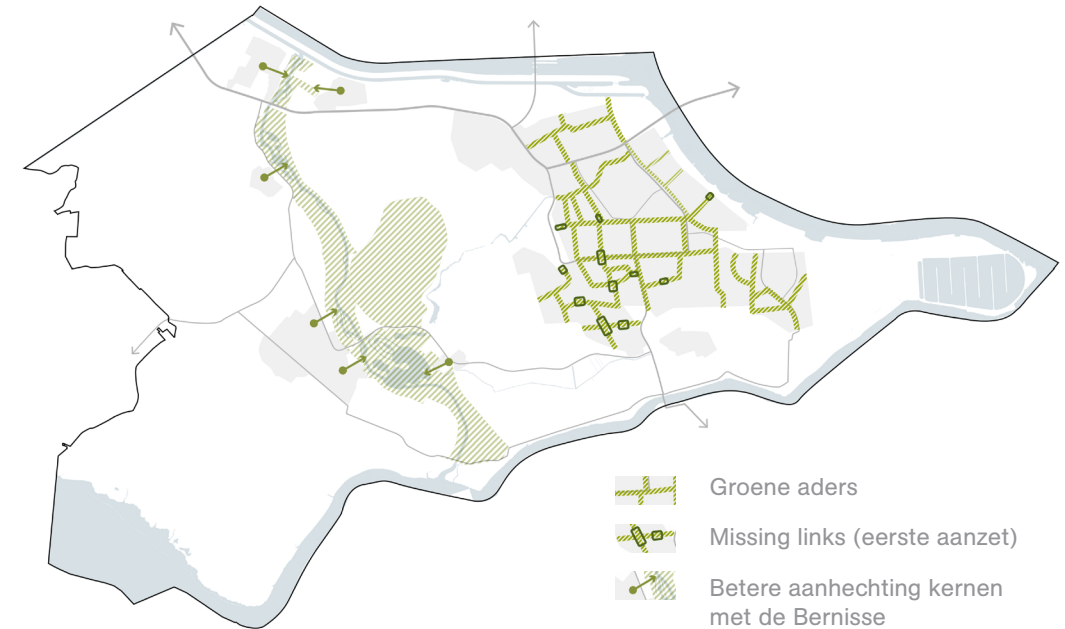 Groene aders
Missing links (eerste aanzet)
Betere aanhechting kernen
met de Bernisse